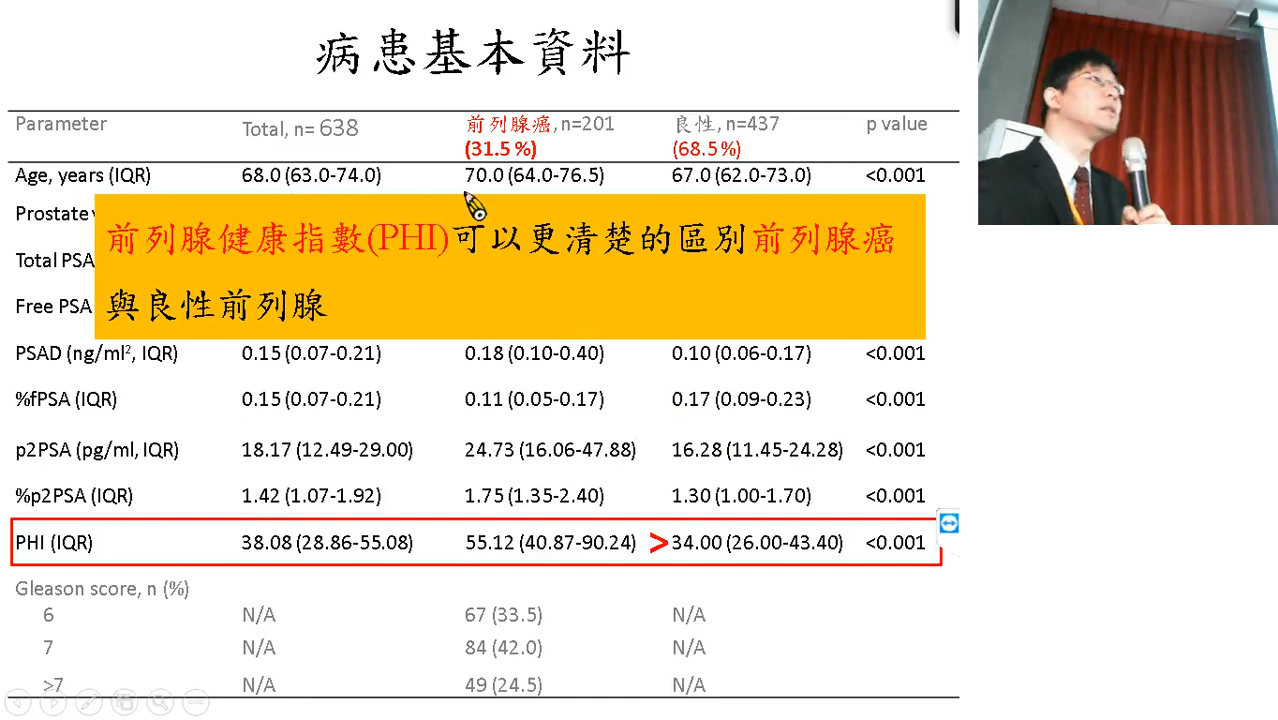 病患基本資料
Parameter Total, n= 638 前列腺癌,n=201 良性, n=437 p value
(31.5 %) (68.5%)
Age, years (IQR) 68.0 (63.0-74.0) 70.0 (64.0-76.5) 67.0 (62.0-73.0) <0.001
Prostate
前列腺健康指數(PHI)可以更清楚的區別前列腺癌
Total PSA
與良性前列腺
Free PSA
PSAD (ng/ml², IQR) 0.15 (0.07-0.21) 0.18 (0.10-0.40) 0.10 (0.06-0.17) <0.001
%fPSA (IQR) 0.15 (0.07-0.21) 0.11 (0.05-0.17) 0.17 (0.09-0.23) <0.001
p2PSA (pg/ml, IQR) 18.17 (12.49-29.00) 24.73 (16.06-47.88) 16.28 (11.45-24.28) <0.001
%p2PSA (IQR) 1.42 (1.07-1.92) 1.75 (1.35-2.40) 1.30 (1.00-1.70) <0.001
PHI (IQR) 38.08 (28.86-55.08) 55.12 (40.87-90.24) > 34.00 (26.00-43.40) <0.001
Gleason score, n (%)
6 N/A 67 (33.5) N/A
7 N/A 84 (42.0) N/A
>7 N/A 49 (24.5) N/A